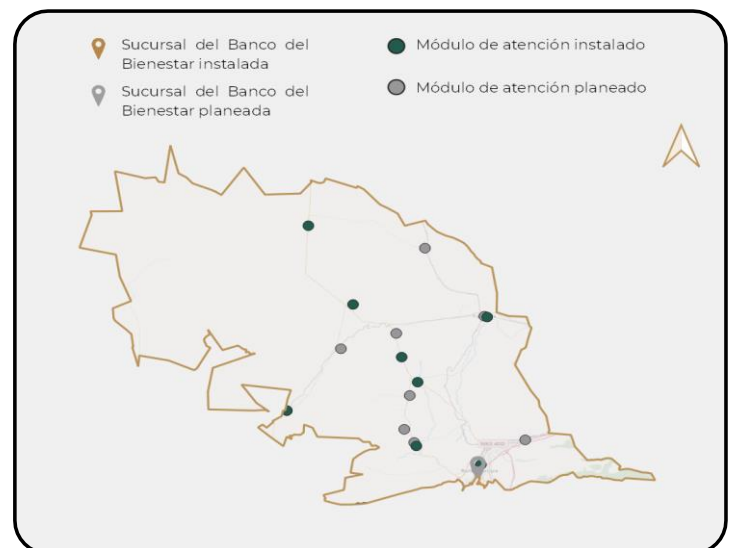 Sucursal del Banco del
Bienestar instalada
Sucursal del Banco del
Bienestar planeada
Módulo de atención instalado
Módulo de atención planeado